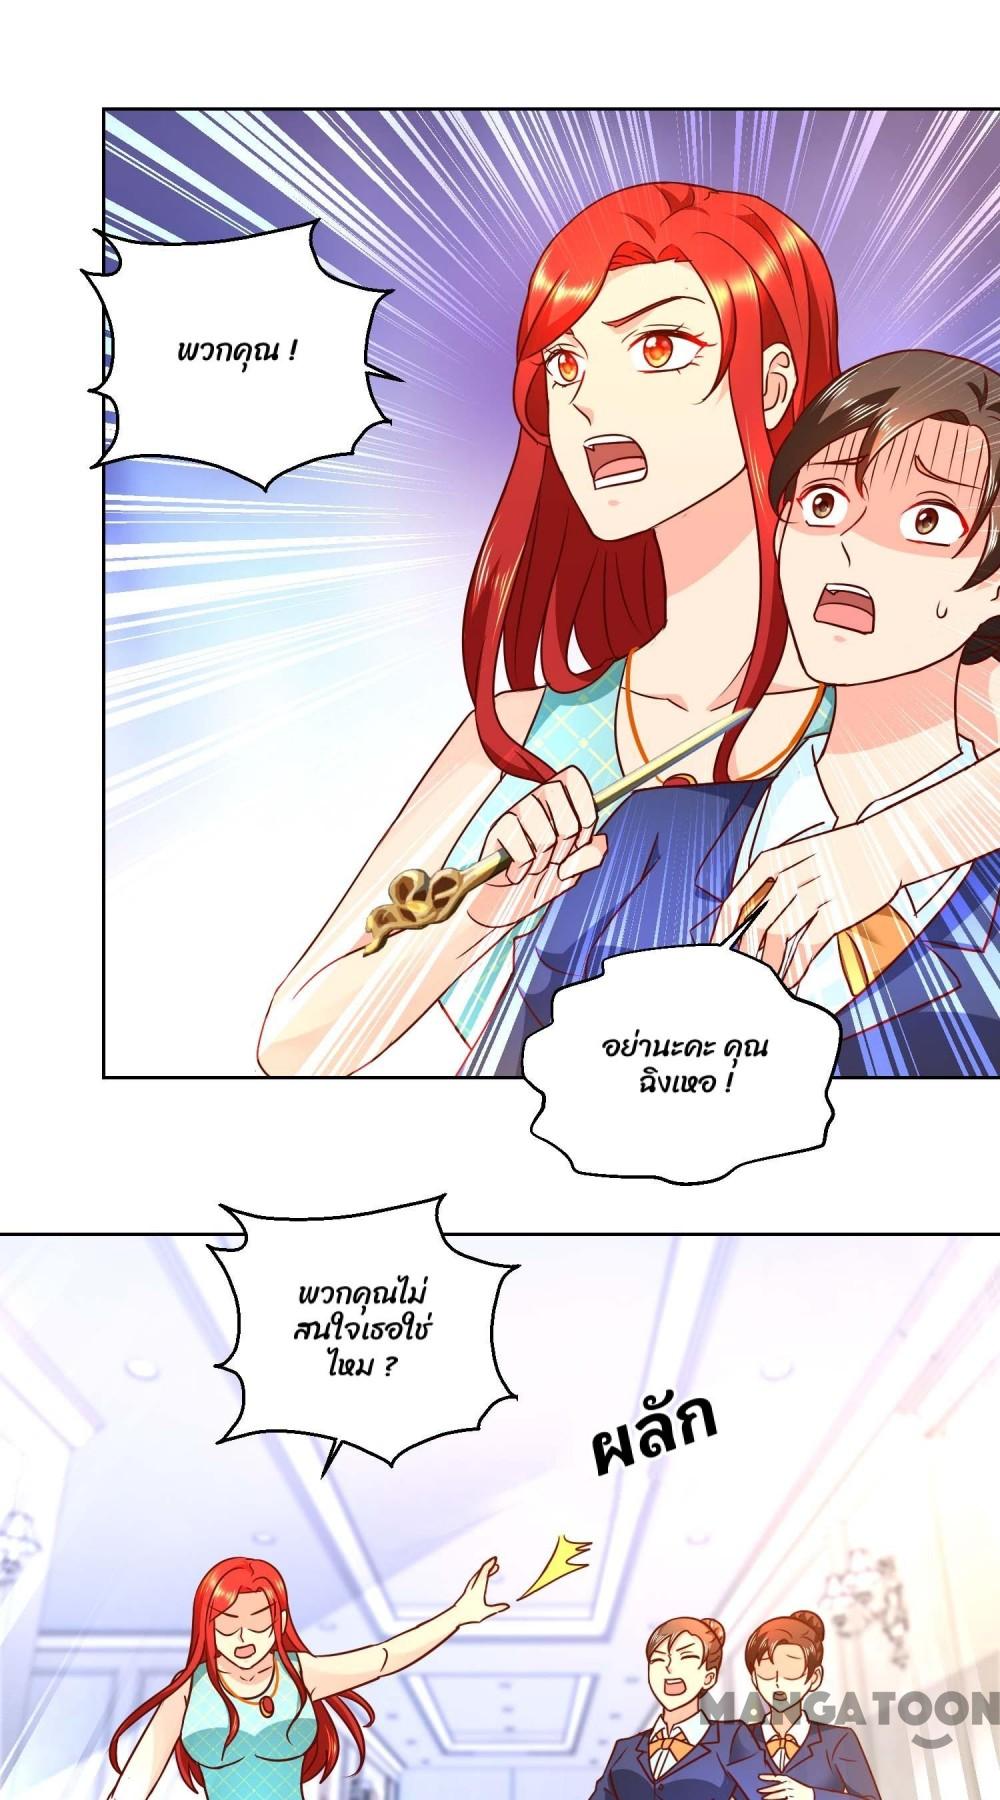 พวกคุณ !
อย่านะคะ คุณ
ฉิงเหอ !
พวกคุณไม่
สนใจเธอใช่
ไหม ?
ผลัก
MANGATOON